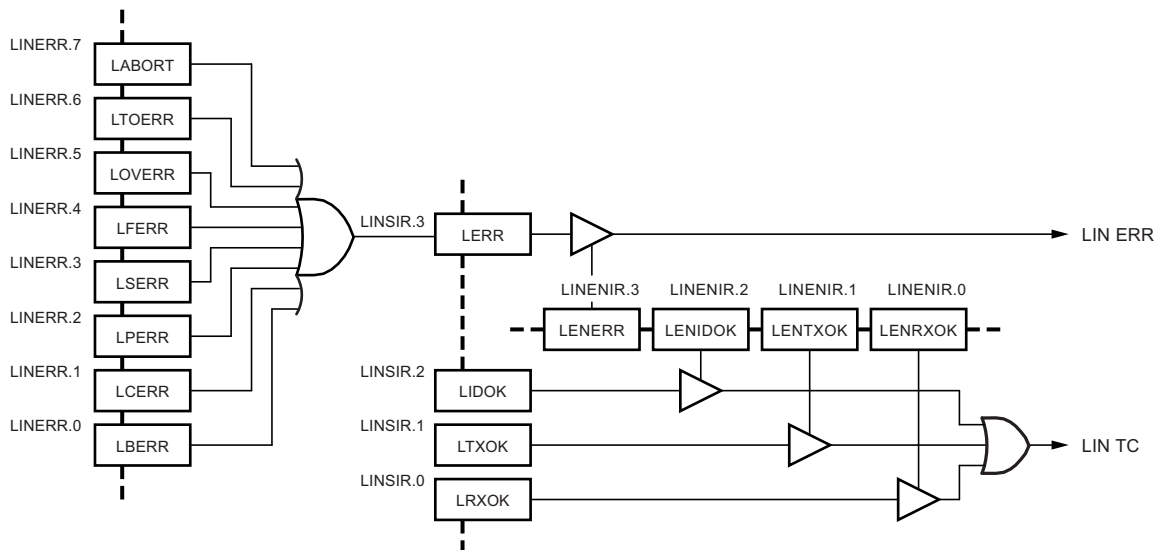 LINERR.7
LABORT
LINERR.6
LTOERR
LINERR.5
LOVERR
LINERR.4
LFERR
LINERR.3
LSERR
LINERR.2
LPERR
LINERR.1
LCERR
LINERR.0
LBERR
LINSIR.3
LERR
LIN ERR
LINENIR.3 LINENIR.2 LINENIR.1 LINENIR.0
LENERR LENIDOK LENTXOK LENRXOK
LINSIR.2
LIDOK
LINSIR.1
LTXOK
LIN TC
LINSIR.0
LRXOK